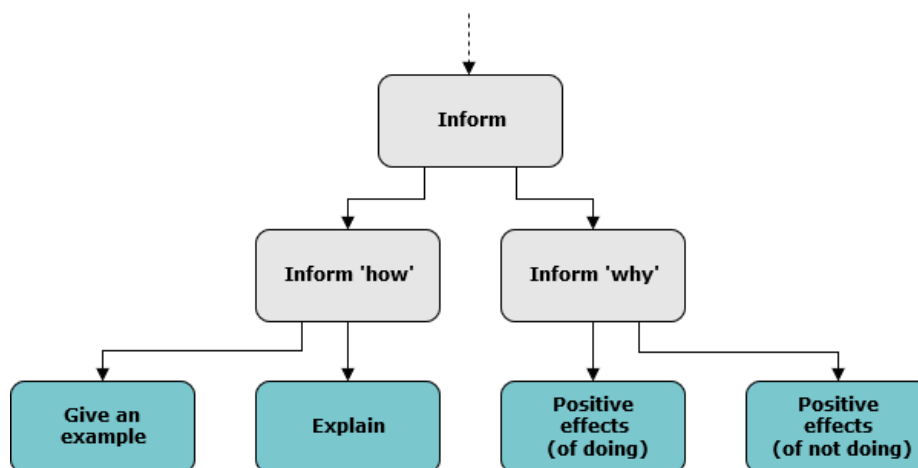 Inform
Inform 'how'
Inform 'why'
Give an
example
Explain
Positive
effects
(of doing)
Positive
effects
(of not doing)